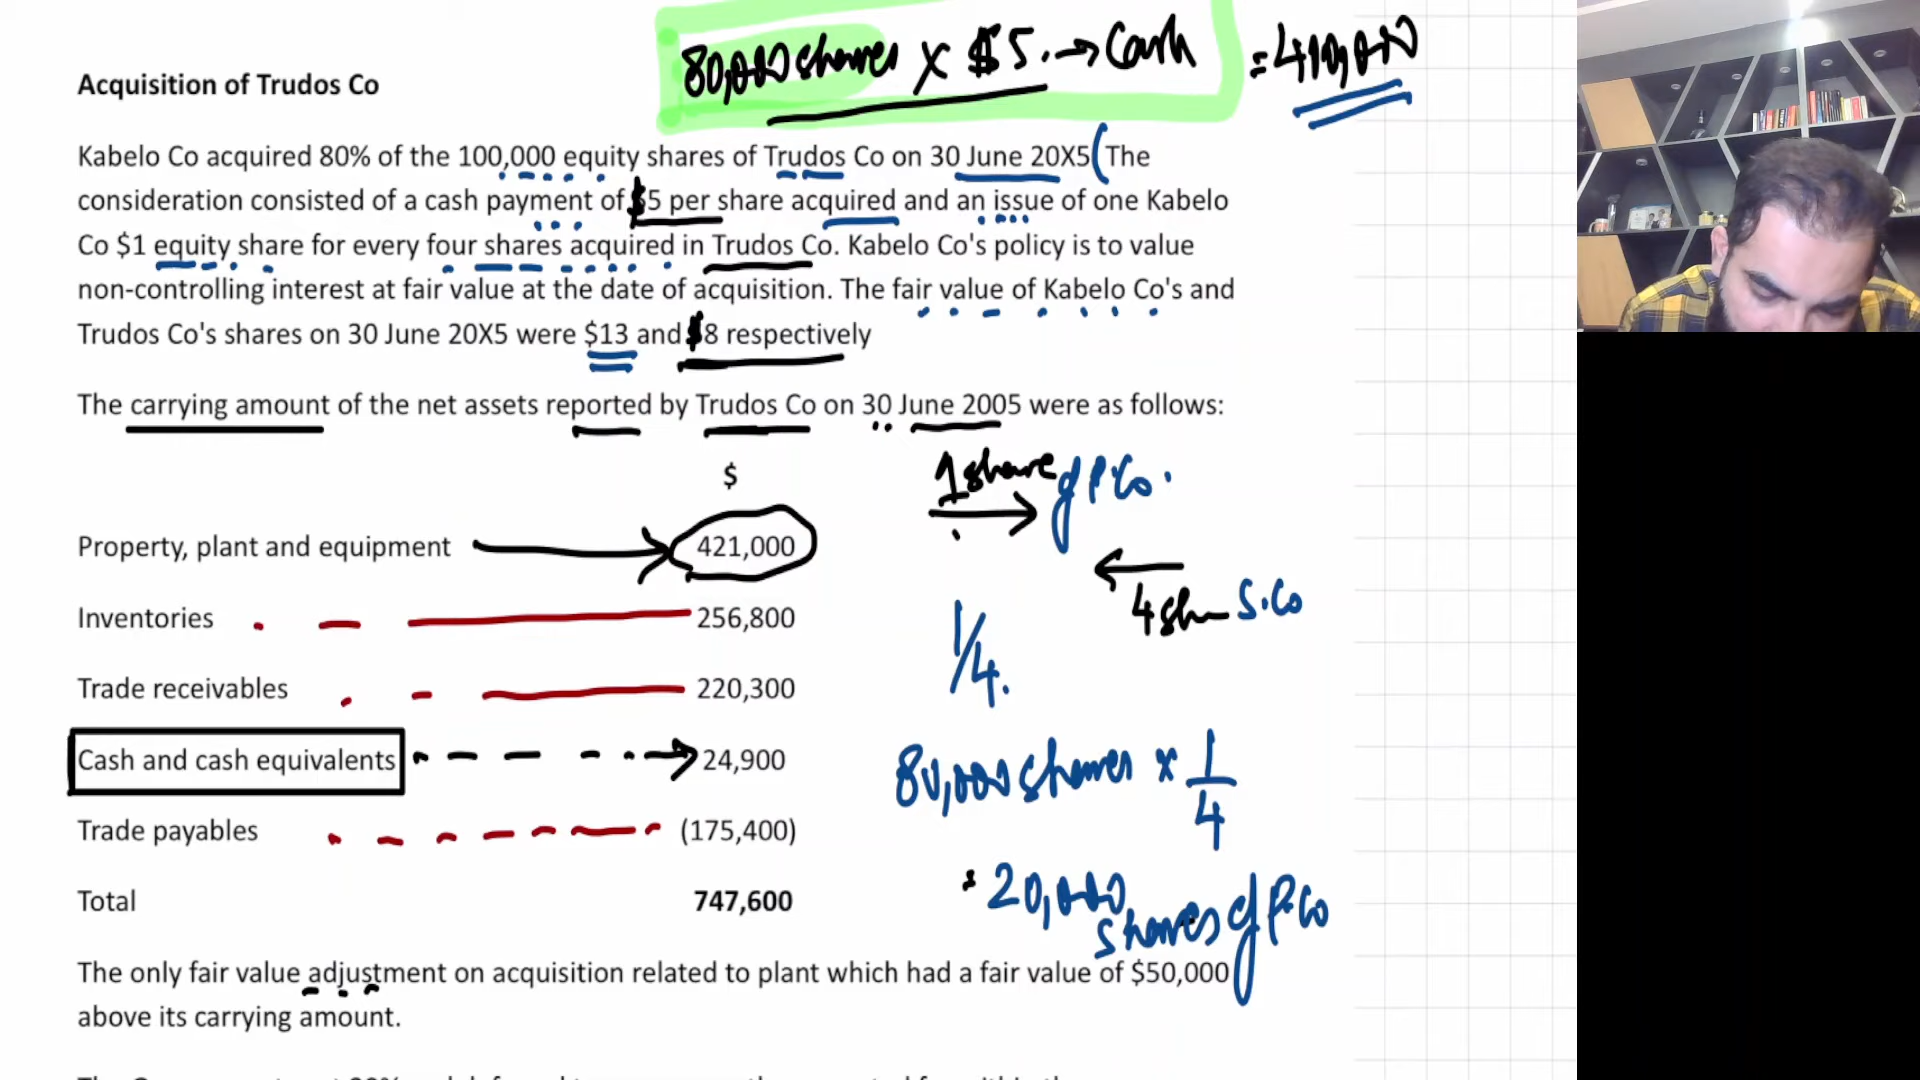 80,000 shares x $5. → Cash = 400,000
Acquisition of Trudos Co
Kabelo Co acquired 80% of the 100,000 equity shares of Trudos Co on 30 June 20X5 (The
consideration consisted of a cash payment of $5 per share acquired and an issue of one Kabelo
Co $1 equity share for every four shares acquired in Trudos Co. Kabelo Co's policy is to value
non-controlling interest at fair value at the date of acquisition. The fair value of Kabelo Co's and
Trudos Co's shares on 30 June 20X5 were $13 and $8 respectively
The carrying amount of the net assets reported by Trudos Co on 30 June 2005 were as follows:
$
1 share of P.Co.
Property, plant and equipment 421,000
4 sh S.Co
Inventories 256,800
1/4.
Trade receivables 220,300
Cash and cash equivalents 24,900
80,000 shares x 1/4
Trade payables (175,400)
Total 747,600
= 20,000 shares of P.Co
The only fair value adjustment on acquisition related to plant which had a fair value of $50,000
above its carrying amount.